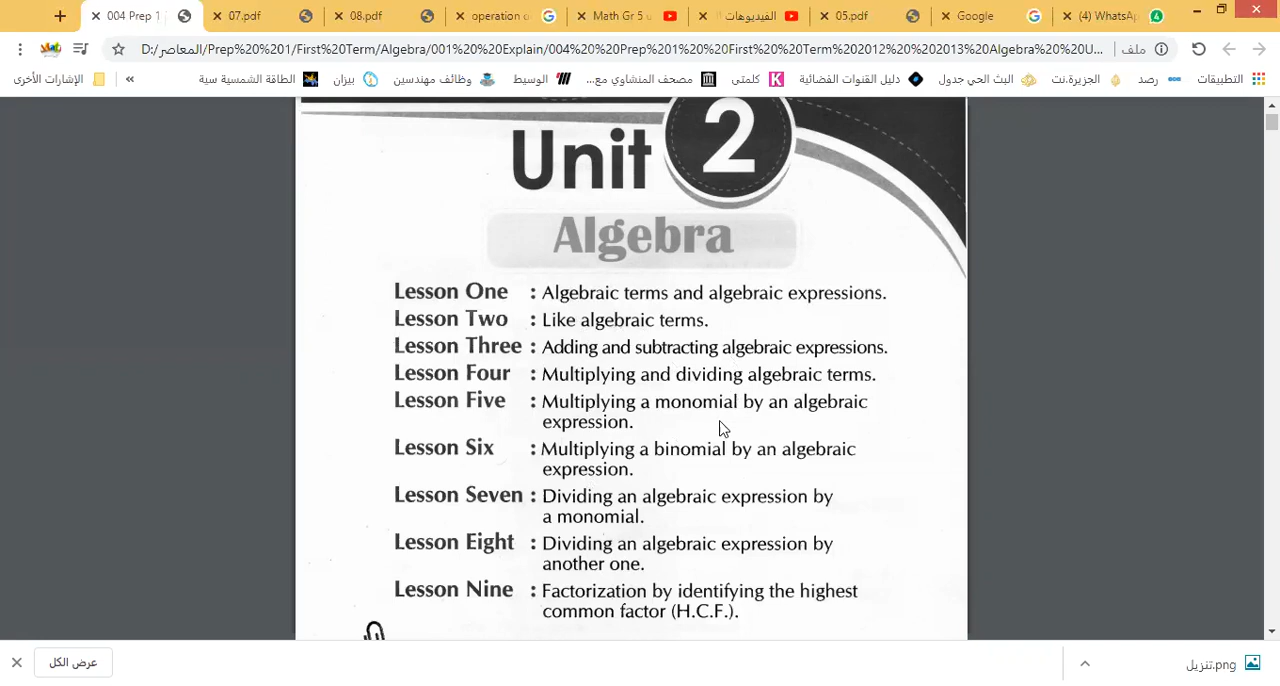 004 Prep 1
07.pdf
08.pdf
operation o
Math Gr 5 u
الفيديوهات !
05.pdf
Google
(4) WhatsAp
D:/المعاصر/Prep%20%201/First%20Term/Algebra/001%20%20Explain/004%20%20Prep%201%20%20First%20%20Term%202012%20%202013%20Algebra%20%20U...
ملف
التطبيقات
رصد
الجزيرة.نت
البث الحي جدول
دليل القنوات الفضائية
كلمتى
مصحف المنشاوي مع...
الوسيط
وظائف مهندسين
بيزان
الطاقة الشمسية سية
»
الإشارات الأخرى
Unit 2
Algebra
Lesson One : Algebraic terms and algebraic expressions.
Lesson Two : Like algebraic terms.
Lesson Three : Adding and subtracting algebraic expressions.
Lesson Four : Multiplying and dividing algebraic terms.
Lesson Five : Multiplying a monomial by an algebraic
expression.
Lesson Six : Multiplying a binomial by an algebraic
expression.
Lesson Seven : Dividing an algebraic expression by
a monomial.
Lesson Eight : Dividing an algebraic expression by
another one.
Lesson Nine : Factorization by identifying the highest
common factor (H.C.F.).
عرض الكل
تنزيل.png